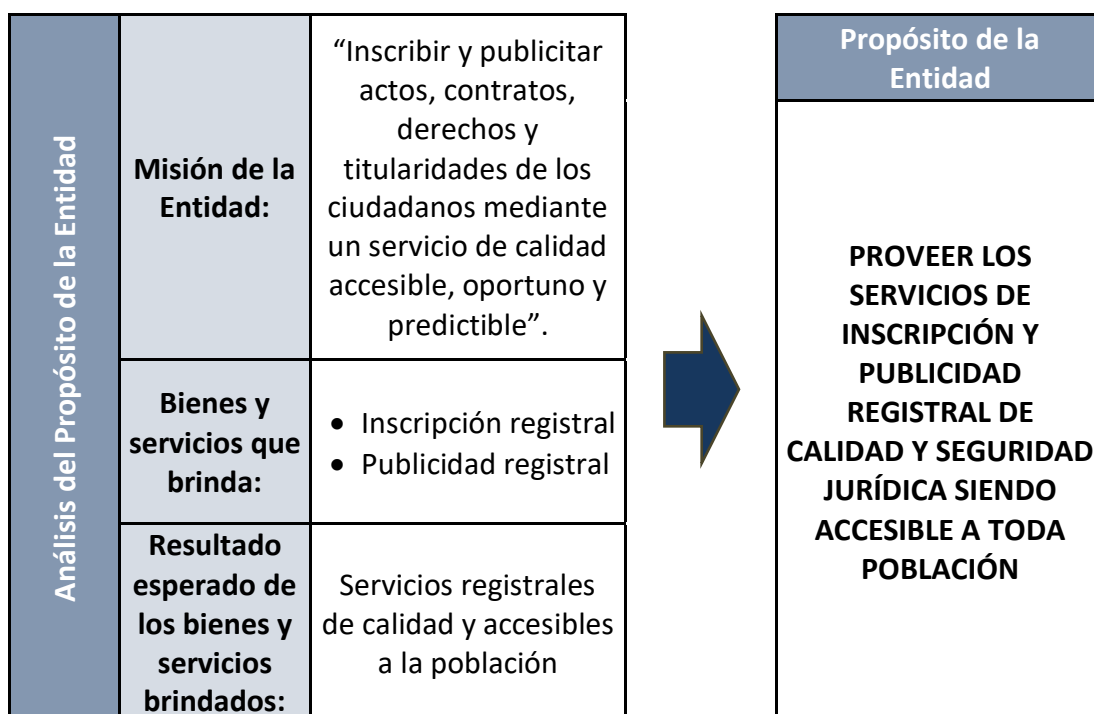 Análisis del Propósito de la Entidad
Misión de la
Entidad:
“Inscribir y publicitar
actos, contratos,
derechos y
titularidades de los
ciudadanos mediante
un servicio de calidad
accesible, oportuno y
predictible”.
Bienes y
servicios que
brinda:
• Inscripción registral
• Publicidad registral
Resultado
esperado de
los bienes y
servicios
brindados:
Servicios registrales
de calidad y accesibles
a la población
Propósito de la
Entidad
PROVEER LOS
SERVICIOS DE
INSCRIPCIÓN Y
PUBLICIDAD
REGISTRAL DE
CALIDAD Y SEGURIDAD
JURÍDICA SIENDO
ACCESIBLE A TODA
POBLACIÓN